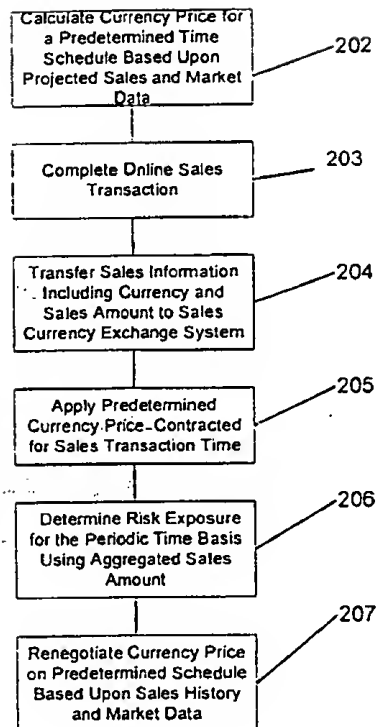 Calculate Currency Price for
a Predetermined Time
Schedule Based Upon
Projected Sales and Market
Data
202
Complete Online Sales
Transaction
203
Transfer Sales Information
Including Currency and
Sales Amount to Sales
Currency Exchange System
204
Apply Predetermined
Currency Price-Contracted
for Sales Transaction Time
205
Determine Risk Exposure
for the Periodic Time Basis
Using Aggregated Sales
Amount
206
Renegotiate Currency Price
on Predetermined Schedule
Based Upon Sales History
and Market Data
207